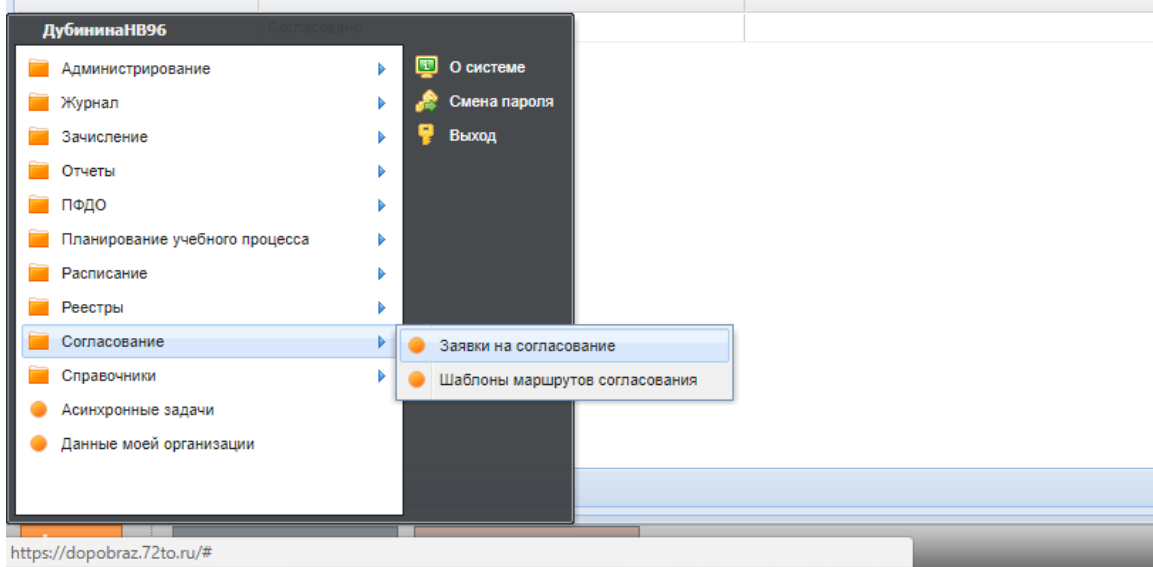 ДубининаНВ96
Согласовано
Администрирование
Журнал
Зачисление
Отчеты
ПФДО
Планирование учебного процесса
Расписание
Реестры
Согласование
Справочники
Асинхронные задачи
Данные моей организации
О системе
Смена пароля
Выход
Заявки на согласование
Шаблоны маршрутов согласования
https://dopobraz.72to.ru/#